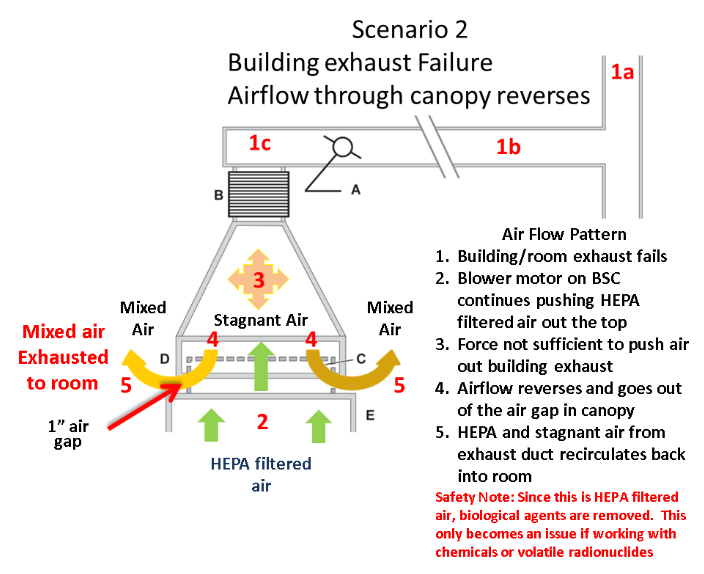 Scenario 2
Building exhaust Failure
Airflow through canopy reverses
1a
1c
1b
A
B
3
Mixed
Air
Stagnant Air
Mixed
Air
Mixed air
Exhausted
to room
D
4
4
C
5
5
1” air
gap
2
E
HEPA filtered
air
Air Flow Pattern
1. Building/room exhaust fails
2. Blower motor on BSC
continues pushing HEPA
filtered air out the top
3. Force not sufficient to push air
out building exhaust
4. Airflow reverses and goes out
of the air gap in canopy
5. HEPA and stagnant air from
exhaust duct recirculates back
into room
Safety Note: Since this is HEPA filtered
air, biological agents are removed. This
only becomes an issue if working with
chemicals or volatile radionuclides